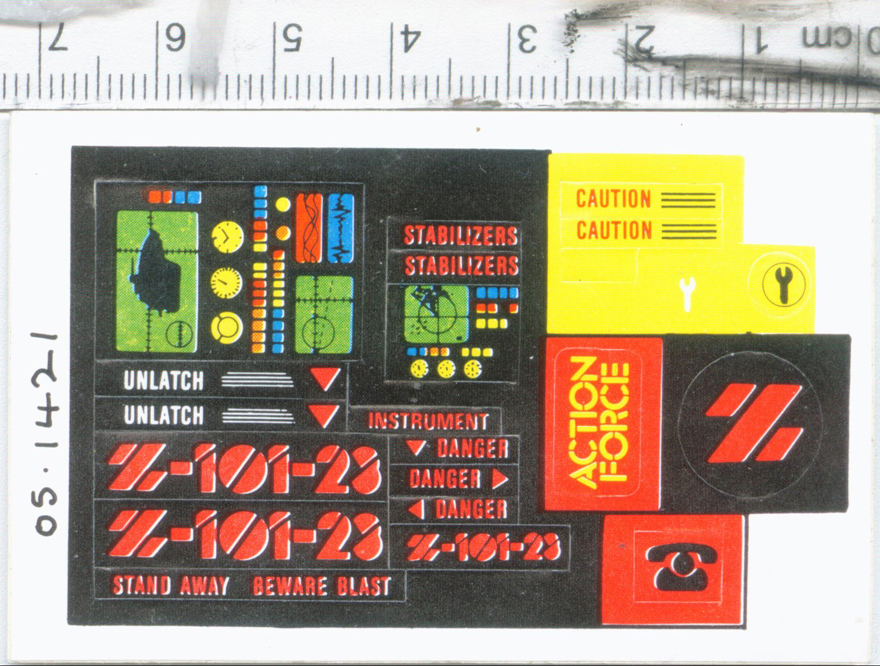 7 6 5 4 3 2 1 cm 0
CAUTION
CAUTION
STABILIZERS
STABILIZERS
UNLATCH
UNLATCH
INSTRUMENT
DANGER
DANGER
DANGER
Z-101-23
Z-101-23
Z-101-23
STAND AWAY BEWARE BLAST
ACTION
FORCE
Z
05·1421